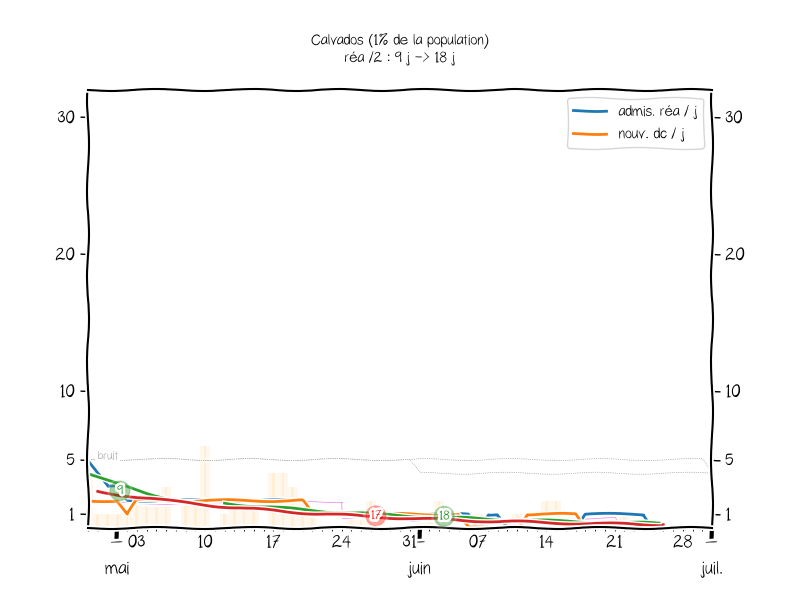 Calvados (1% de la population)
réa /2 : 9 j -> 18 j
admis. réa / j
nouv. dc / j
30
30
20
20
10
10
5
bruit
5
9
1
17
18
1
03
10
17
24
31
07
14
21
28
mai
juin
juil.